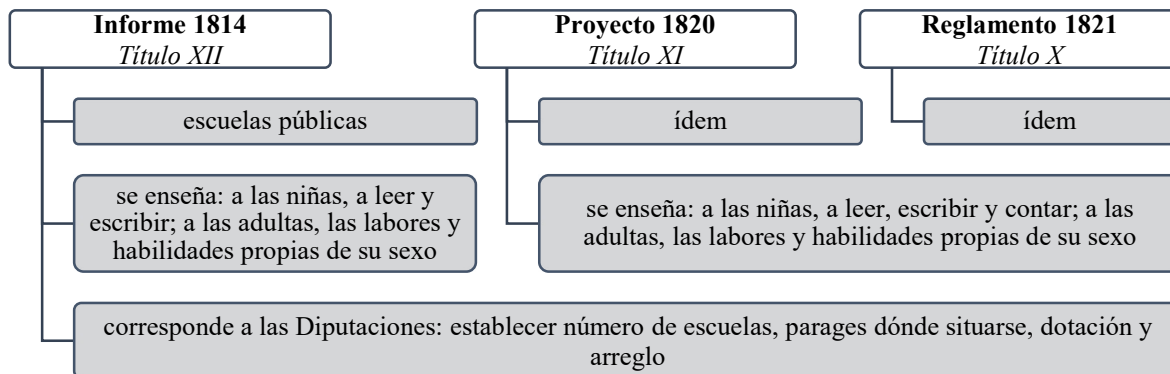 Informe 1814
Título XII
Proyecto 1820
Título XI
Reglamento 1821
Título X
escuelas públicas
ídem
ídem
se enseña: a las niñas, a leer y
escribir; a las adultas, las labores y
habilidades propias de su sexo
se enseña: a las niñas, a leer, escribir y contar; a las
adultas, las labores y habilidades propias de su sexo
corresponde a las Diputaciones: establecer número de escuelas, parages dónde situarse, dotación y
arreglo